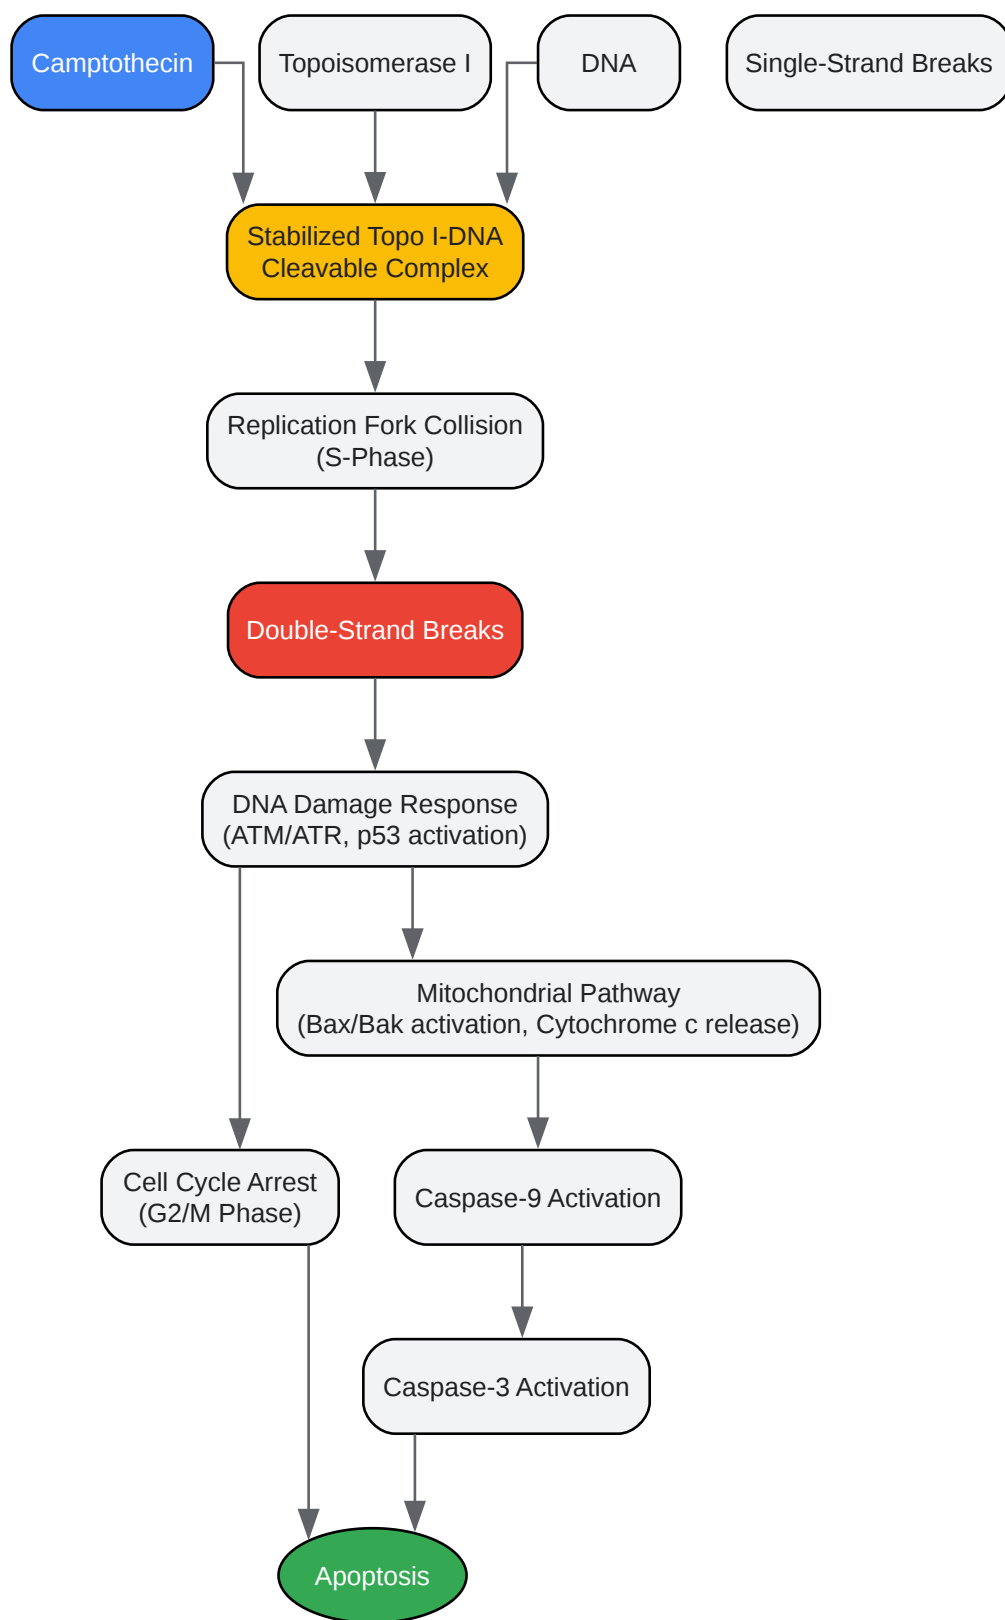 Camptothecin
Topoisomerase I
DNA
Single-Strand Breaks
Stabilized Topo I-DNA
Cleavable Complex
Replication Fork Collision
(S-Phase)
Double-Strand Breaks
DNA Damage Response
(ATM/ATR, p53 activation)
Mitochondrial Pathway
(Bax/Bak activation, Cytochrome c release)
Cell Cycle Arrest
(G2/M Phase)
Caspase-9 Activation
Caspase-3 Activation
Apoptosis